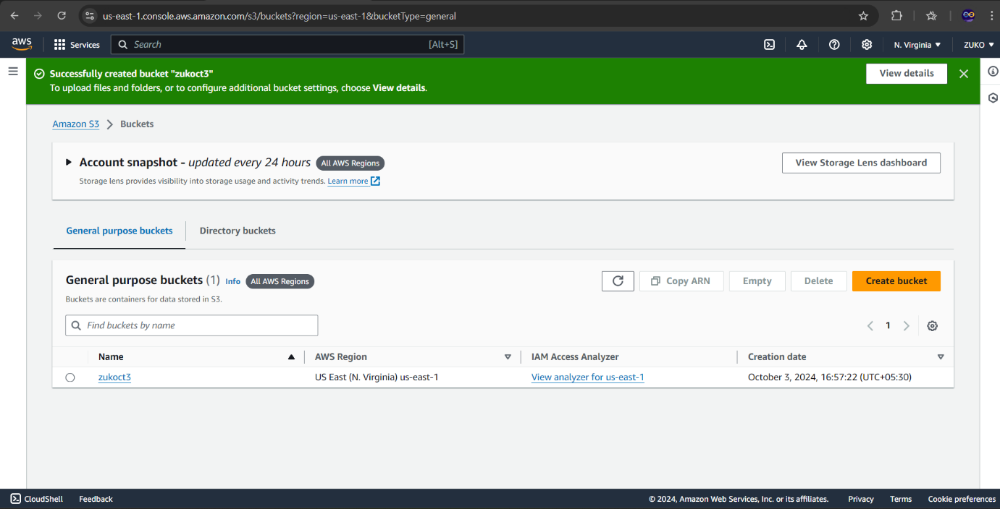 us-east-1.console.aws.amazon.com/s3/buckets?region=us-east-1&bucketType=general
aws Services Search [Alt+S] N. Virginia ZUKO
Successfully created bucket "zukoct3"
To upload files and folders, or to configure additional bucket settings, choose View details.
View details
Amazon S3 Buckets
Account snapshot - updated every 24 hours All AWS Regions
View Storage Lens dashboard
Storage lens provides visibility into storage usage and activity trends. Learn more
General purpose buckets Directory buckets
General purpose buckets (1) Info All AWS Regions
Copy ARN Empty Delete Create bucket
Buckets are containers for data stored in S3.
Find buckets by name
1
Name AWS Region IAM Access Analyzer Creation date
zukoct3 US East (N. Virginia) us-east-1 View analyzer for us-east-1 October 3, 2024, 16:57:22 (UTC+05:30)
CloudShell Feedback © 2024, Amazon Web Services, Inc. or its affiliates. Privacy Terms Cookie preferences